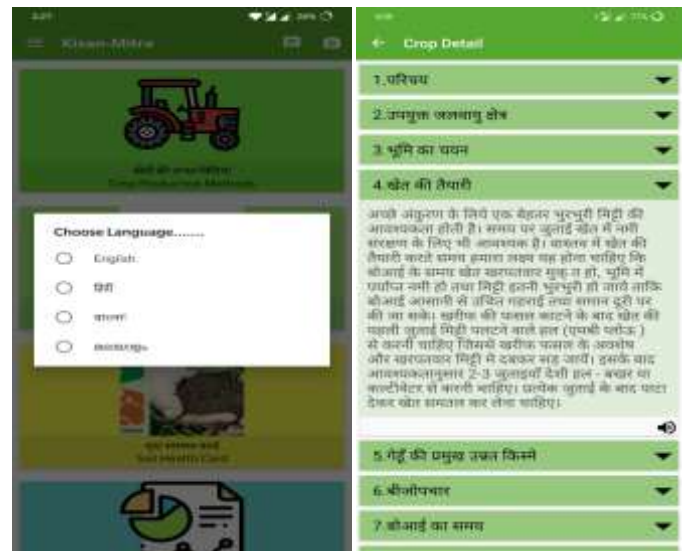 Kisan-Mitra
Crop Production Methods
Choose Language.......
English
हिंदी
বাংলা
മലയാളം
मृदा स्वास्थ्य कार्ड
Soil Health Card
Crop Detail
1.परिचय
2.उपयुक्त जलवायु क्षेत्र
3.भूमि का चयन
4.खेत की तैयारी
अच्छे अंकुरण के लिये एक बेहतर भुरभुरी मिट्टी की
आवश्यकता होती है। समय पर जुताई खेत में नमी
संरक्षण के लिए भी आवश्यक है। वास्तव में खेत की
तैयारी करते समय हमारा लक्ष्य यह होना चाहिए कि
बोआई के समय खेत खरपतवार मुक् त हो, भूमि में
पर्याप्त नमी हो तथा मिट्टी इतनी भुरभुरी हो जाये ताकि
बोआई आसानी से उचित गहराई तथा समान दूरी पर
की जा सके। खरीफ की फसल काटने के बाद खेत की
पहली जुताई मिट्टी पलटने वाले हल (एमबी प्लोऊ )
से करनी चाहिए जिससे खरीफ फसल के अवशेष
और खरपतवार मिट्टी में दबकर सड़ जायें। इसके बाद
आवश्यकतानुसार 2-3 जुताइयाँ देशी हल - बखर या
कल्टीवेटर से करनी चाहिए। प्रत्येक जुताई के बाद पाटा
देकर खेत समतल कर लेना चाहिए।
5.गेहूँ की प्रमुख उन्नत किस्में
6.बीजोपचार
7.बोआई का समय